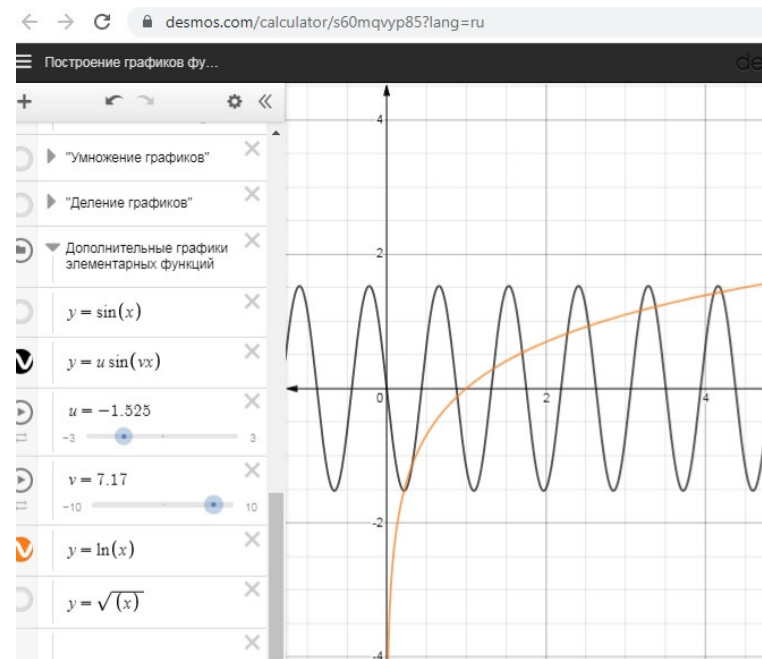 desmos.com/calculator/s60mqvyp85?lang=ru
Построение графиков фу...
de
"Умножение графиков"
"Деление графиков"
Дополнительные графики
элементарных функций
y = sin(x)
y = u sin(vx)
u = −1.525
−3 3
v = 7.17
−10 10
y = ln(x)
y = √(x)
4
2
0 2 4
-2
-4